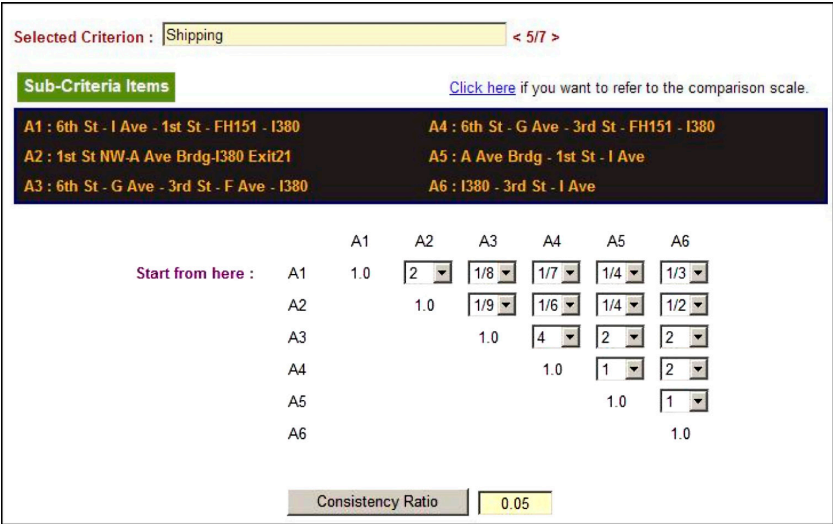 Selected Criterion : Shipping < 5/7 >
Sub-Criteria Items Click here if you want to refer to the comparison scale.
A1 : 6th St - I Ave - 1st St - FH151 - I380 A4 : 6th St - G Ave - 3rd St - FH151 - I380
A2 : 1st St NW-A Ave Brdg-I380 Exit21 A5 : A Ave Brdg - 1st St - I Ave
A3 : 6th St - G Ave - 3rd St - F Ave - I380 A6 : I380 - 3rd St - I Ave
A1 A2 A3 A4 A5 A6
Start from here : A1 1.0 2 1/8 1/7 1/4 1/3
A2 1.0 1/9 1/6 1/4 1/2
A3 1.0 4 2 2
A4 1.0 1 2
A5 1.0 1
A6 1.0
Consistency Ratio 0.05